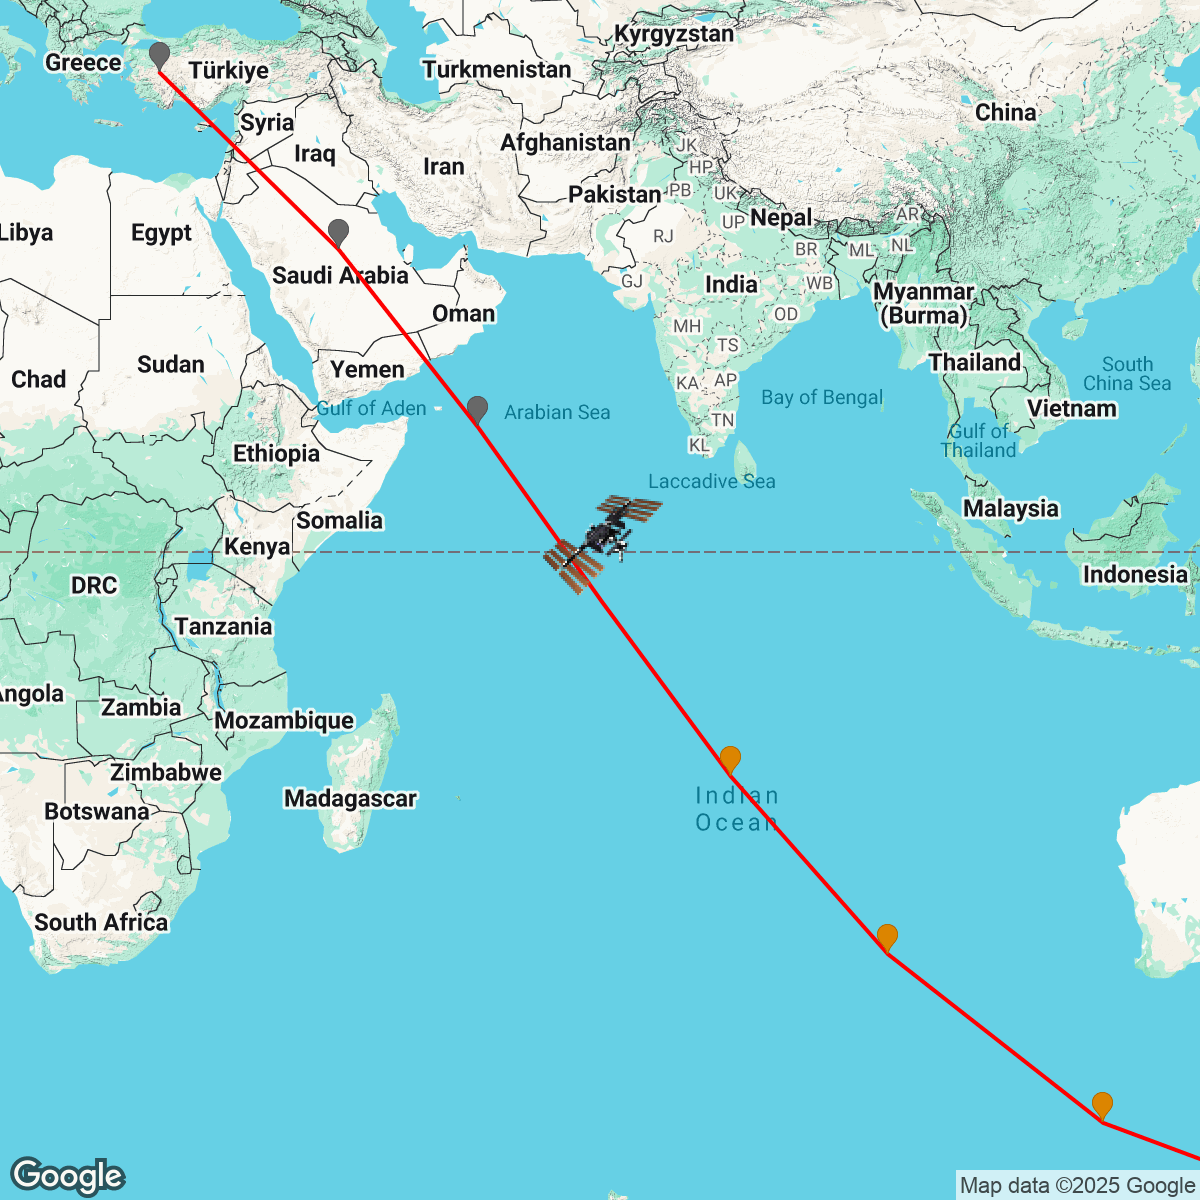 Kyrgyzstan
Greece
Türkiye
Turkmenistan
China
Syria
Afghanistan
JK
Iraq
Iran
HP
Pakistan
PB
UK
Nepal
AR
UP
Libya
Egypt
RJ
BR
ML
NL
Saudi Arabia
GJ
India
WB
Myanmar
(Burma)
Oman
OD
MH
TS
South
China Sea
Sudan
Yemen
Thailand
Chad
KA
AP
Bay of Bengal
Gulf of Aden
Arabian Sea
Vietnam
TN
Gulf of
Thailand
KL
Ethiopia
Laccadive Sea
Malaysia
Somalia
Kenya
DRC
Indonesia
Tanzania
Angola
Zambia
Mozambique
Zimbabwe
Indian
Ocean
Madagascar
Botswana
South Africa
Google
Map data ©2025 Google